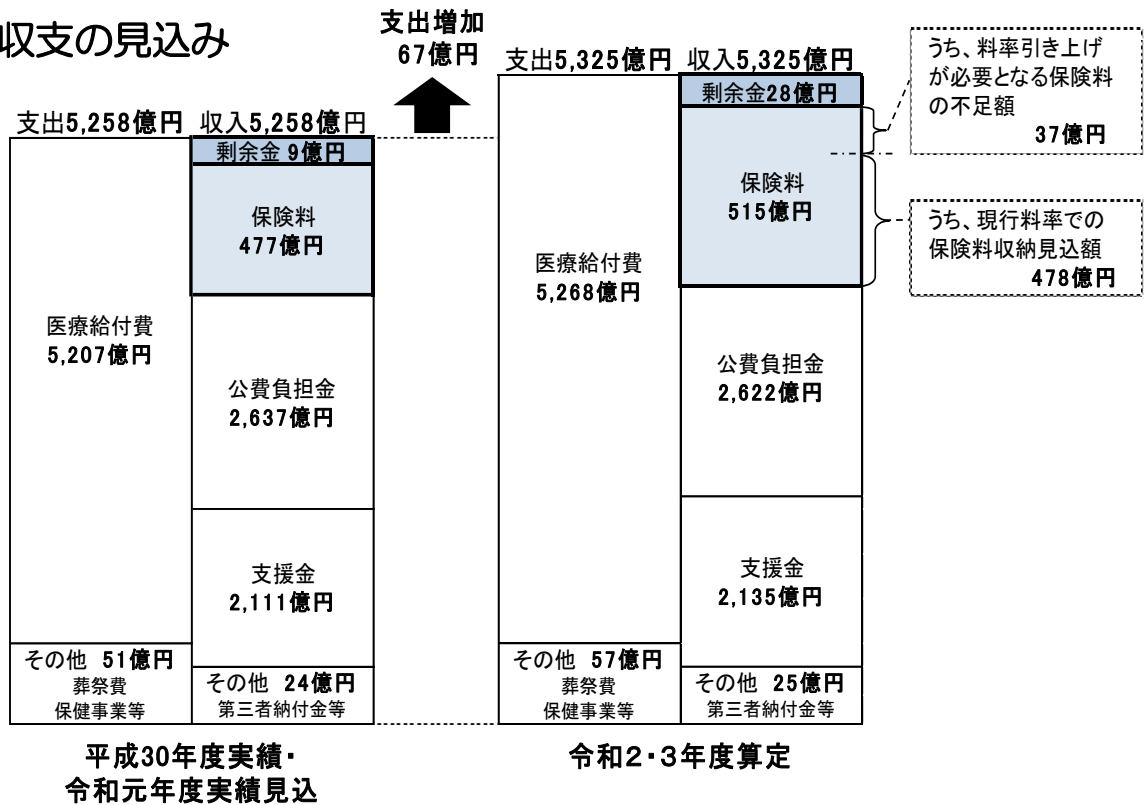 収支の見込み
支出増加
67億円
支出5,258億円 収入5,258億円
剰余金 9億円
保険料
477億円
医療給付費
5,207億円
公費負担金
2,637億円
支援金
2,111億円
その他 51億円
葬祭費
保健事業等
その他 24億円
第三者納付金等
平成30年度実績・
令和元年度実績見込
支出5,325億円 収入5,325億円
剰余金28億円
保険料
515億円
医療給付費
5,268億円
公費負担金
2,622億円
支援金
2,135億円
その他 57億円
葬祭費
保健事業等
その他 25億円
第三者納付金等
令和2・3年度算定
うち、料率引き上げ
が必要となる保険料
の不足額
37億円
うち、現行料率での
保険料収納見込額
478億円